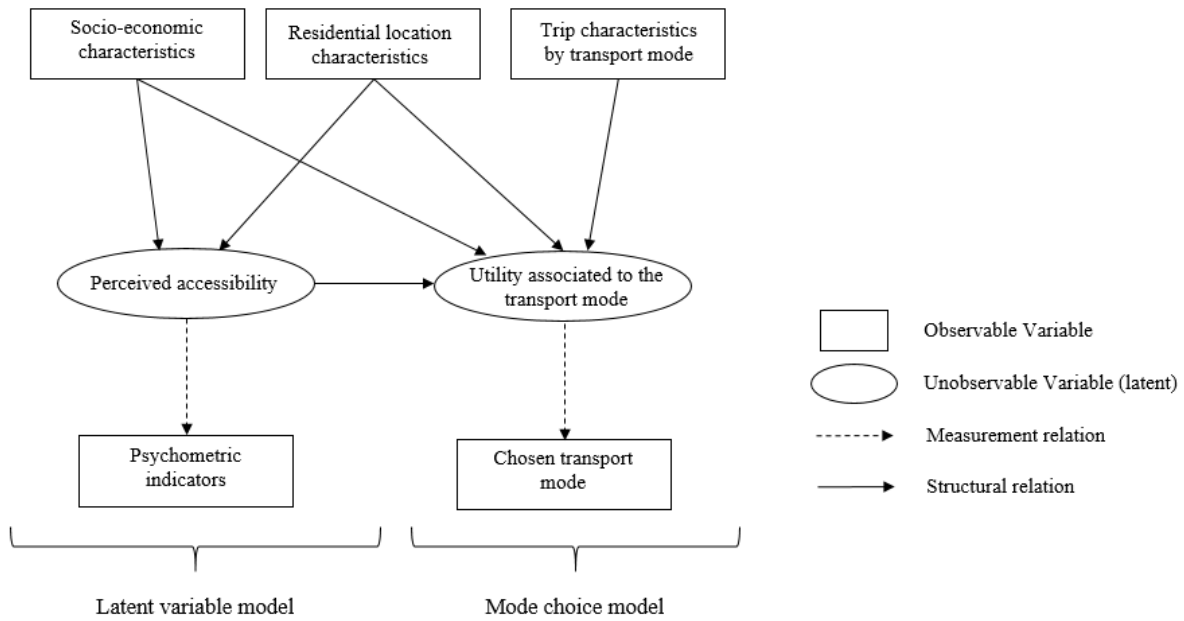 Socio-economic
characteristics
Residential location
characteristics
Trip characteristics
by transport mode
Perceived accessibility
Utility associated to the
transport mode
Psychometric
indicators
Chosen transport
mode
Latent variable model
Mode choice model
Observable Variable
Unobservable Variable (latent)
Measurement relation
Structural relation